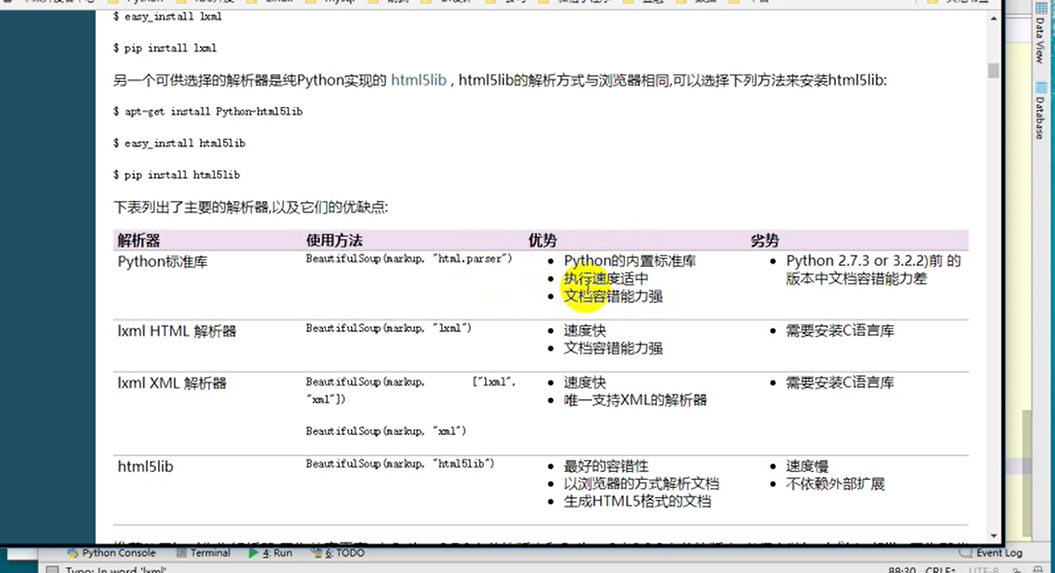 $ easy_install lxml
$ pip install lxml
另一个可供选择的解析器是纯Python实现的 html5lib , html5lib的解析方式与浏览器相同,可以选择下列方法来安装html5lib:
$ apt-get install Python-html5lib
$ easy_install html5lib
$ pip install html5lib
下表列出了主要的解析器,以及它们的优缺点:
解析器 使用方法 优势 劣势
Python标准库 BeautifulSoup(markup, "html.parser") • Python的内置标准库 • Python 2.7.3 or 3.2.2)前 的
• 执行速度适中 版本中文档容错能力差
• 文档容错能力强
lxml HTML 解析器 BeautifulSoup(markup, "lxml") • 速度快 • 需要安装C语言库
• 文档容错能力强
lxml XML 解析器 BeautifulSoup(markup, ["lxml", • 速度快 • 需要安装C语言库
"xml"]) • 唯一支持XML的解析器
BeautifulSoup(markup, "xml")
html5lib BeautifulSoup(markup, "html5lib") • 最好的容错性 • 速度慢
• 以浏览器的方式解析文档 • 不依赖外部扩展
• 生成HTML5格式的文档
Data View
Database
Python Console Terminal 4: Run 6: TODO Event Log
Typo: In word 'lxml' 88:30 CRLF UTF-8